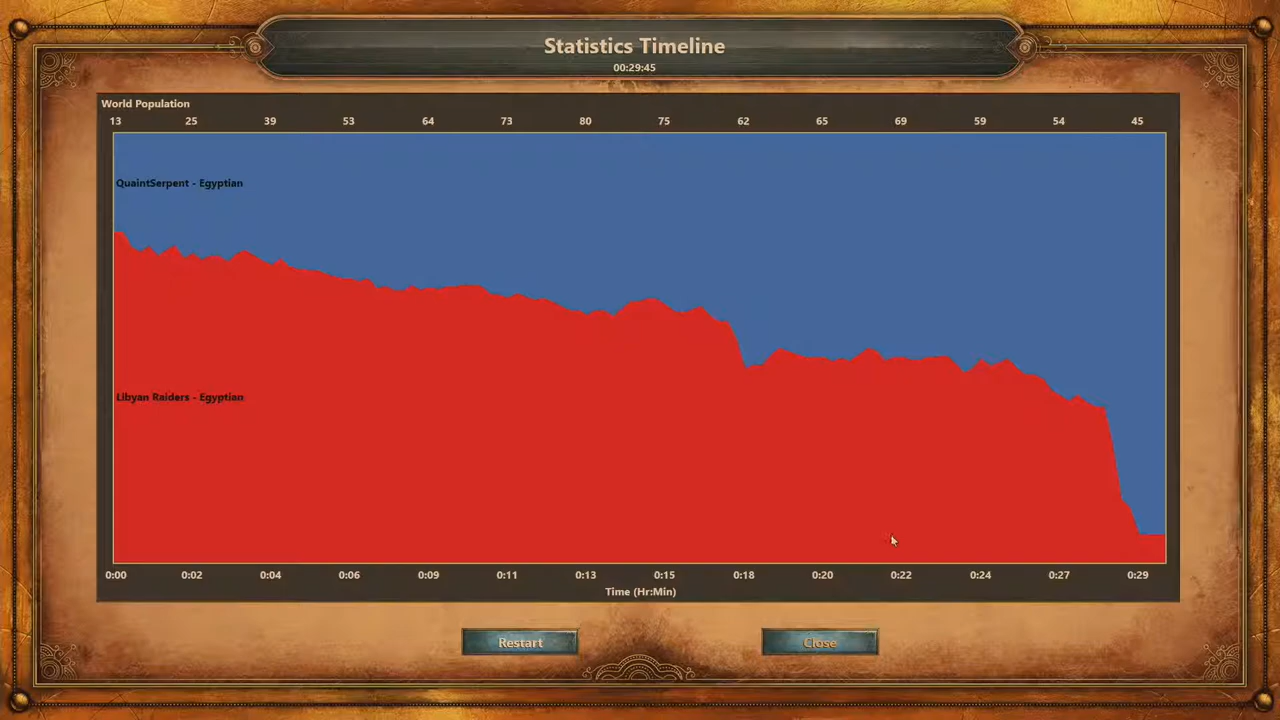 Statistics Timeline
00:29:45
World Population
13 25 39 53 64 73 80 75 62 65 69 59 54 45
QuaintSerpent - Egyptian
Libyan Raiders - Egyptian
0:00 0:02 0:04 0:06 0:09 0:11 0:13 0:15 0:18 0:20 0:22 0:24 0:27 0:29
Time (Hr:Min)
Restart Close